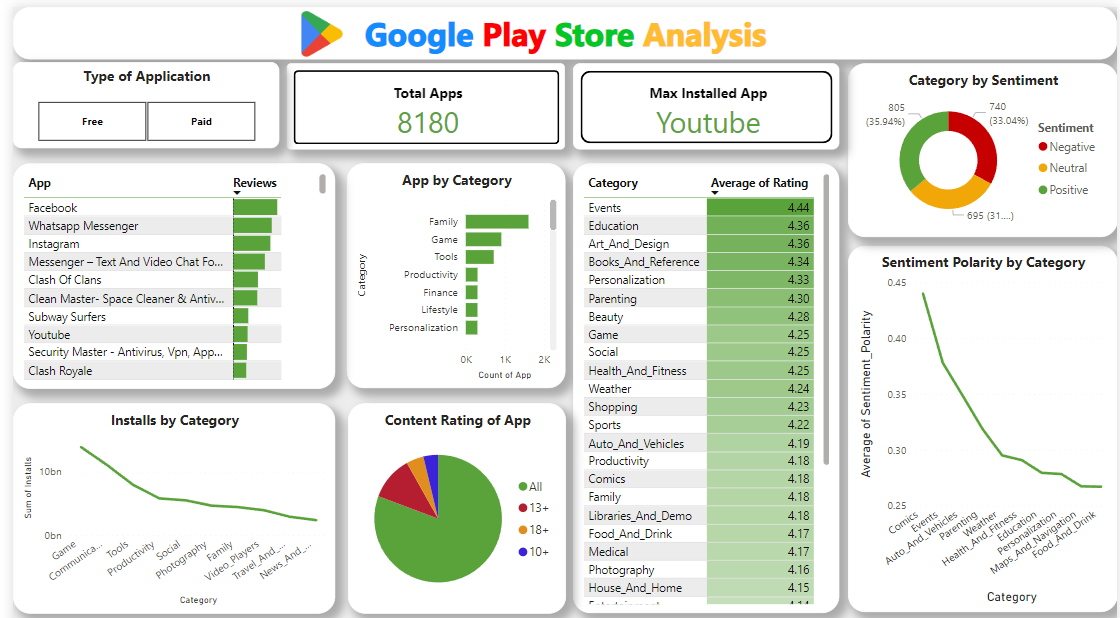 Google Play Store Analysis
Type of Application
Free
Paid
Total Apps
8180
Max Installed App
Youtube
Category by Sentiment
805
(35.94%)
740
(33.04%)
695 (31....)
Sentiment
Negative
Neutral
Positive
App Reviews
Facebook
Whatsapp Messenger
Instagram
Messenger – Text And Video Chat Fo...
Clash Of Clans
Clean Master- Space Cleaner & Antiv...
Subway Surfers
Youtube
Security Master - Antivirus, Vpn, App...
Clash Royale
App by Category
Category
Family
Game
Tools
Productivity
Finance
Lifestyle
Personalization
0K 1K 2K
Count of App
Category Average of Rating
Events 4.44
Education 4.36
Art_And_Design 4.36
Books_And_Reference 4.34
Personalization 4.33
Parenting 4.30
Beauty 4.28
Game 4.25
Social 4.25
Health_And_Fitness 4.25
Weather 4.24
Shopping 4.23
Sports 4.22
Auto_And_Vehicles 4.19
Productivity 4.18
Comics 4.18
Family 4.18
Libraries_And_Demo 4.18
Food_And_Drink 4.17
Medical 4.17
Photography 4.16
House_And_Home 4.15
Sentiment Polarity by Category
Average of Sentiment_Polarity
0.45
0.40
0.35
0.30
0.25
Comics
Events
Auto_And_Vehicles
Parenting
Weather
Health_And_Fitness
Education
Personalization
Maps_And_Navigation
Food_And_Drink
Category
Installs by Category
Sum of Installs
10bn
0bn
Game
Communica...
Tools
Productivity
Social
Photography
Family
Video_Players
Travel_And_...
News_And_...
Category
Content Rating of App
All
13+
18+
10+